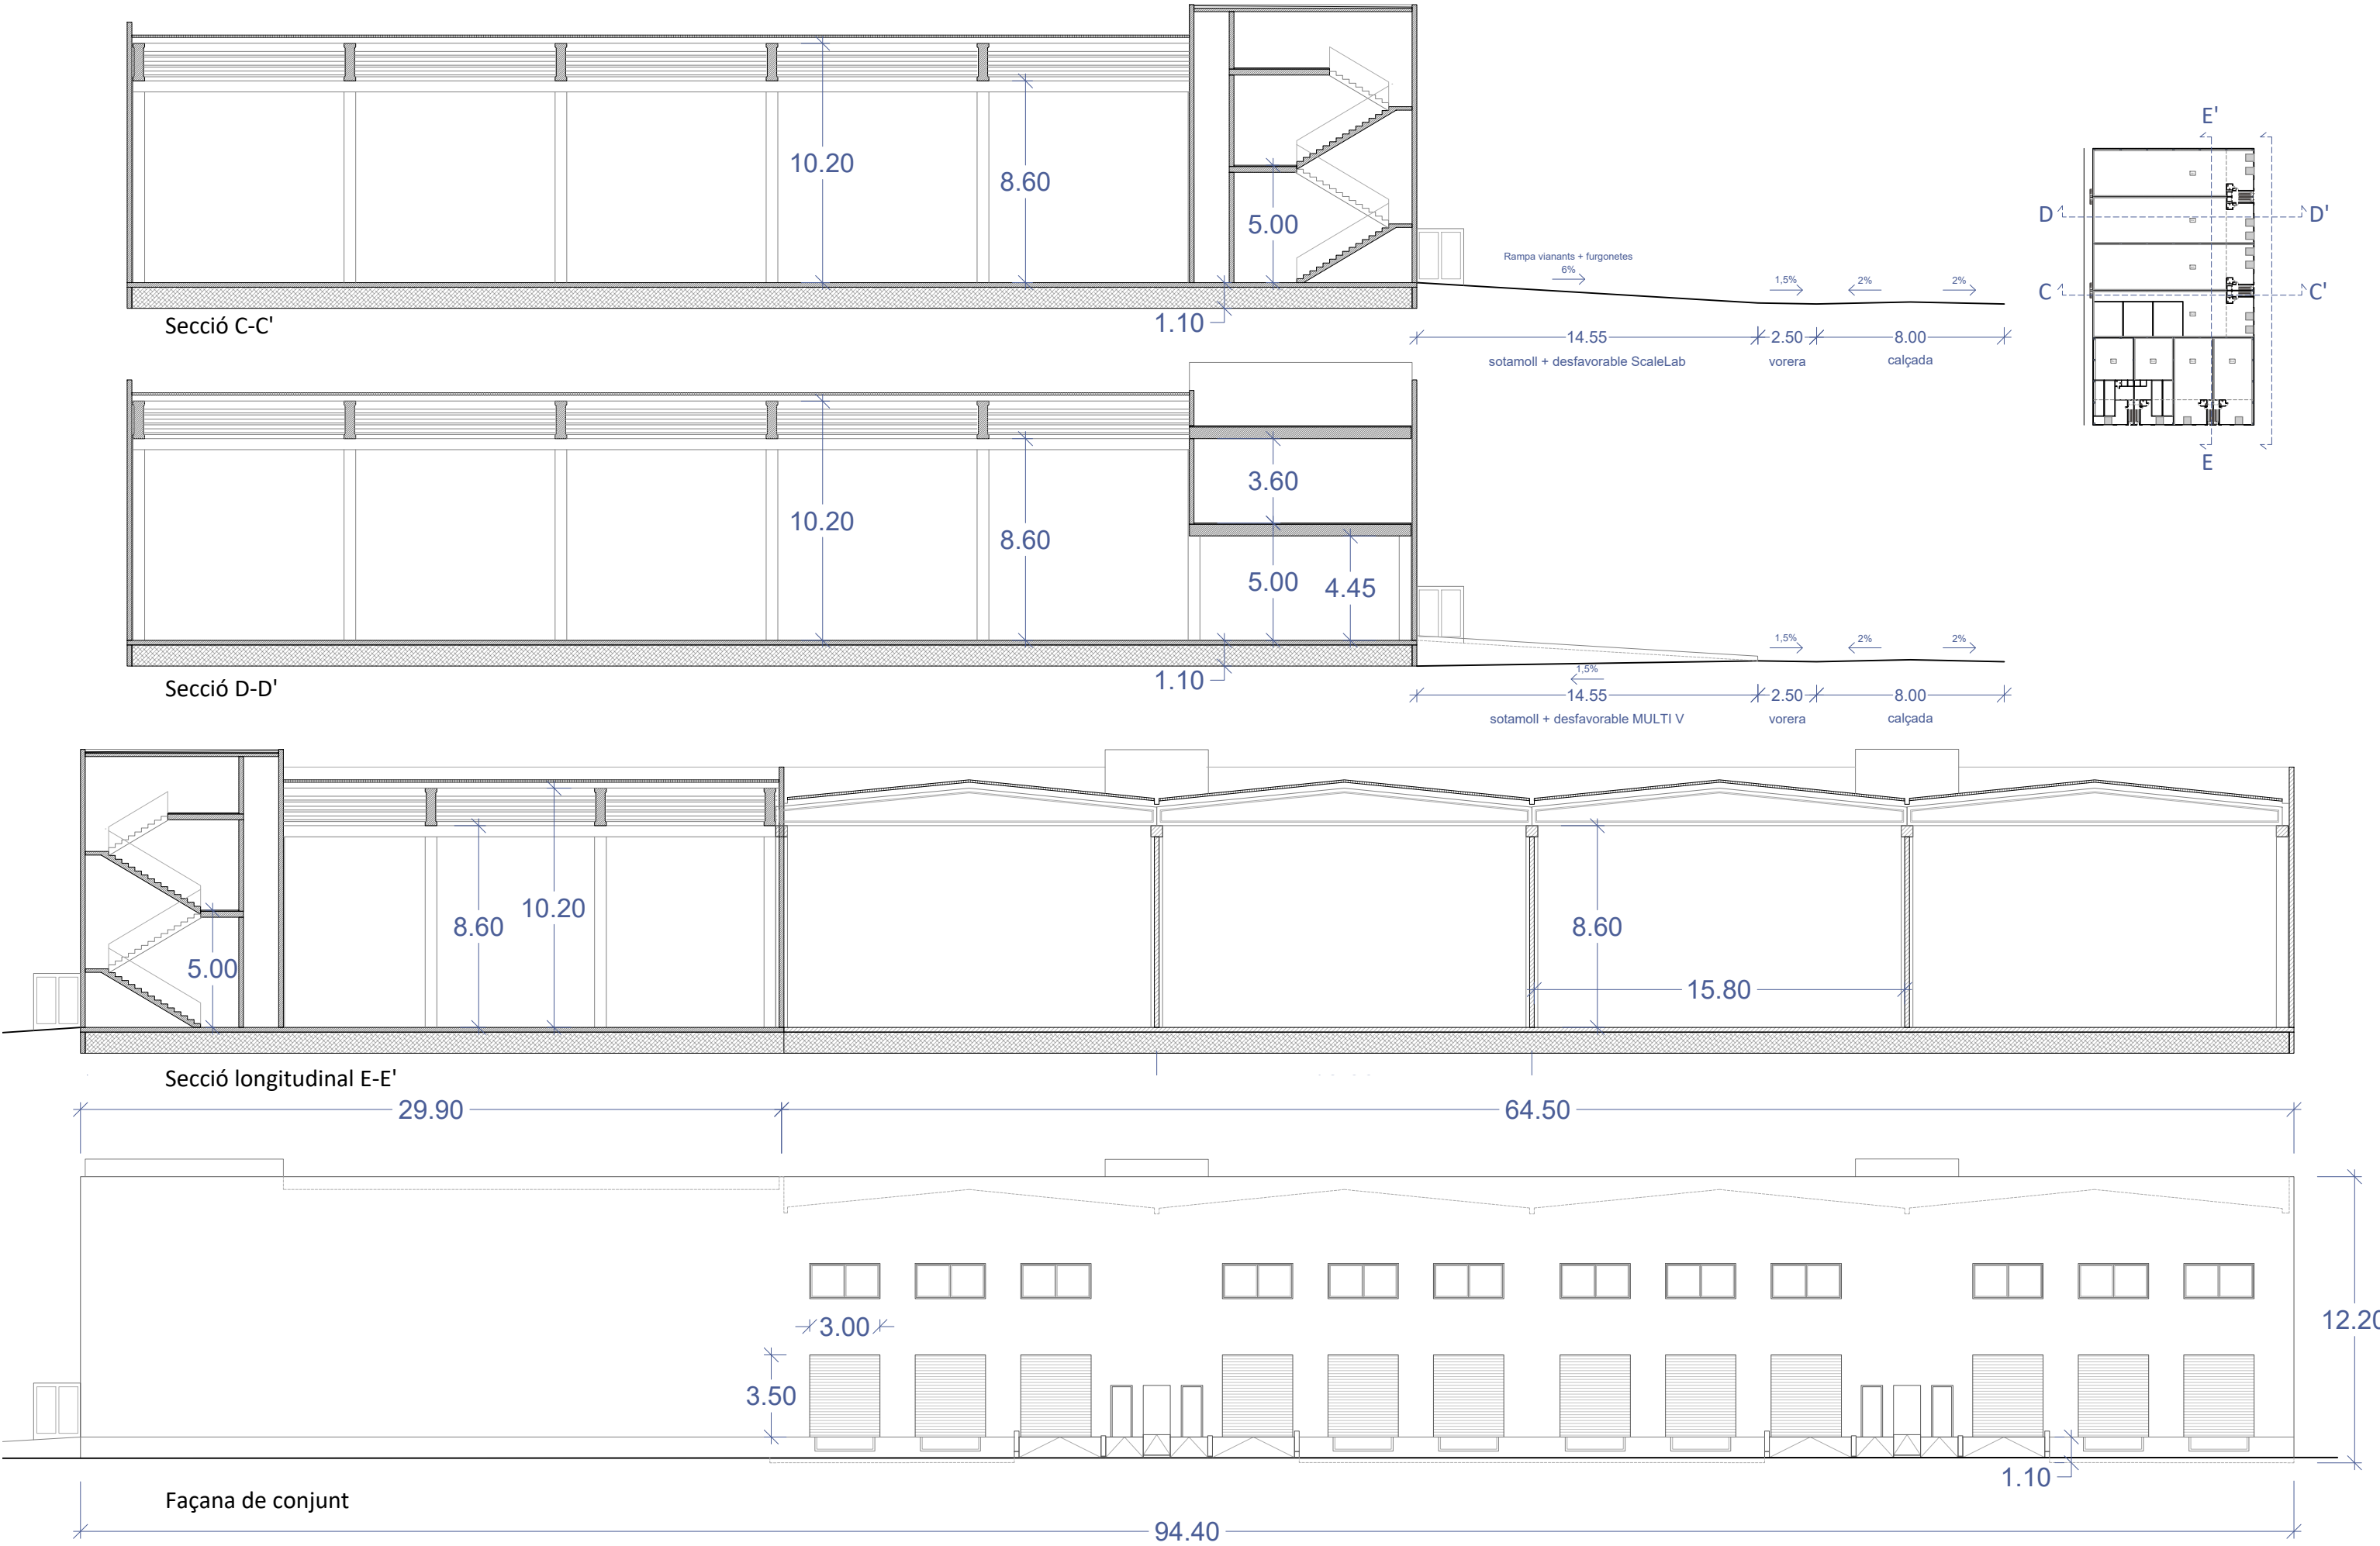 10.20
8.60
5.00
1.10
Rampa vianants + furgonetes
6%
1,5%
2%
2%
14.55
2.50
8.00
sotamoll + desfavorable ScaleLab
vorera
calçada
Secció C-C'
E'
D
D'
C
C'
E
10.20
8.60
3.60
5.00
4.45
1.10
1,5%
1,5%
2%
2%
14.55
2.50
8.00
sotamoll + desfavorable MULTI V
vorera
calçada
Secció D-D'
5.00
8.60
10.20
8.60
15.80
Secció longitudinal E-E'
29.90
64.50
3.00
3.50
12.20
1.10
Façana de conjunt
94.40